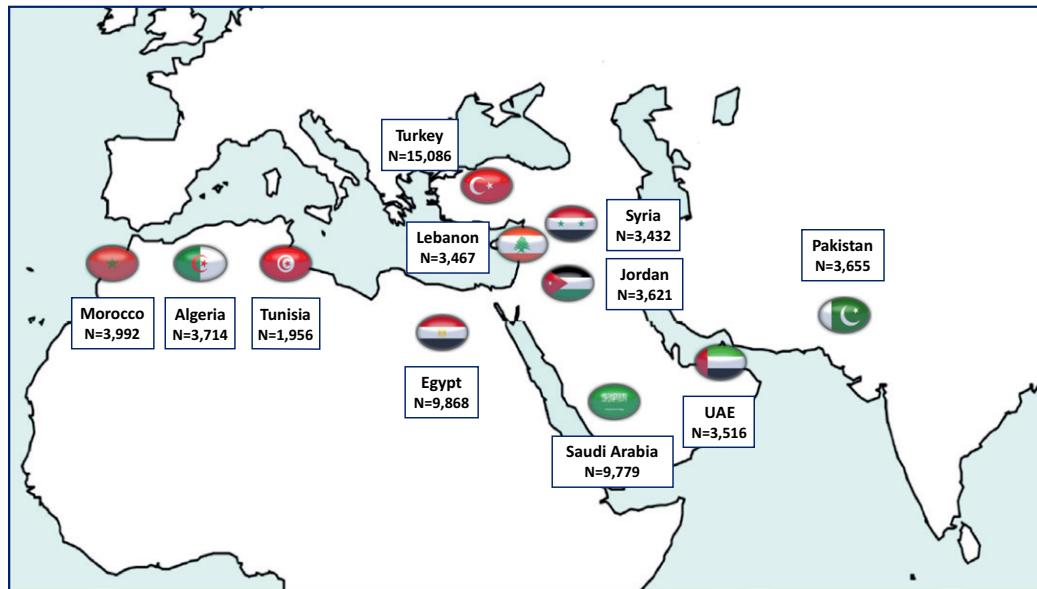 Turkey
N=15,086
Lebanon
N=3,467
Syria
N=3,432
Pakistan
N=3,655
Jordan
N=3,621
Morocco
N=3,992
Algeria
N=3,714
Tunisia
N=1,956
Egypt
N=9,868
UAE
N=3,516
Saudi Arabia
N=9,779